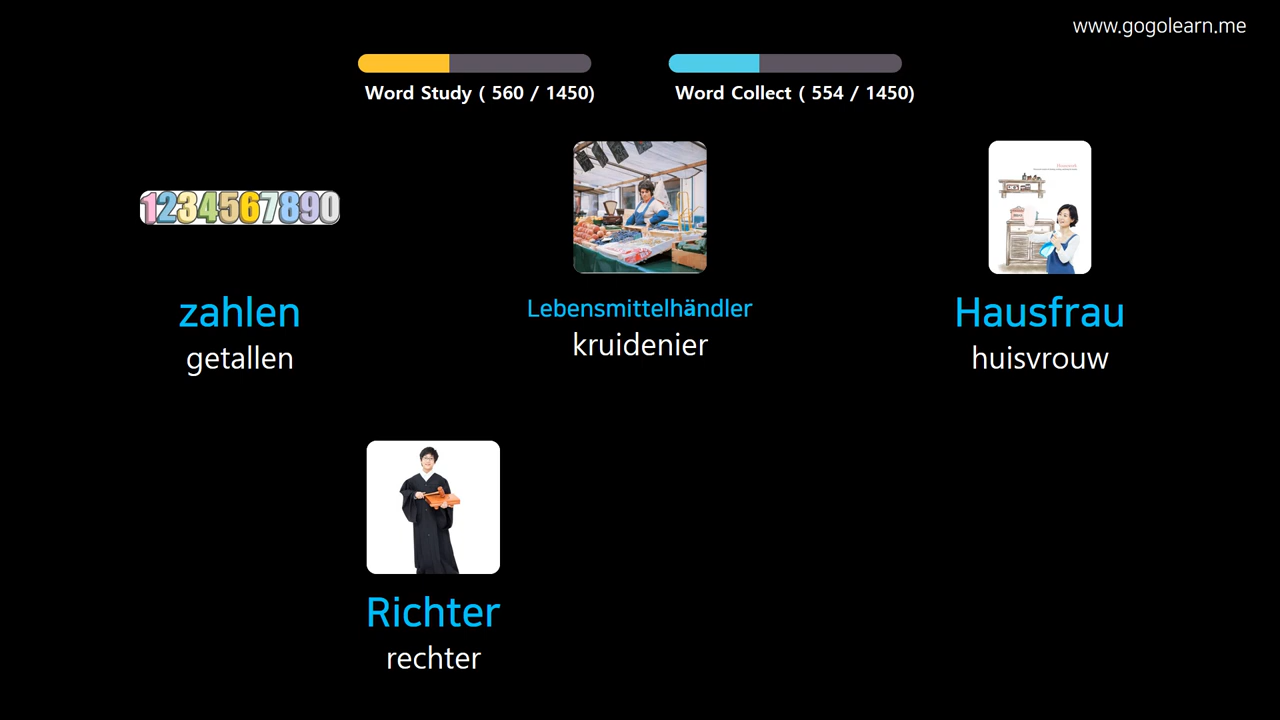 www.gogolearn.me
Word Study ( 560 / 1450)
Word Collect ( 554 / 1450)
1234567890
zahlen
getallen
Lebensmittelhändler
kruidenier
Hausfrau
huisvrouw
Richter
rechter